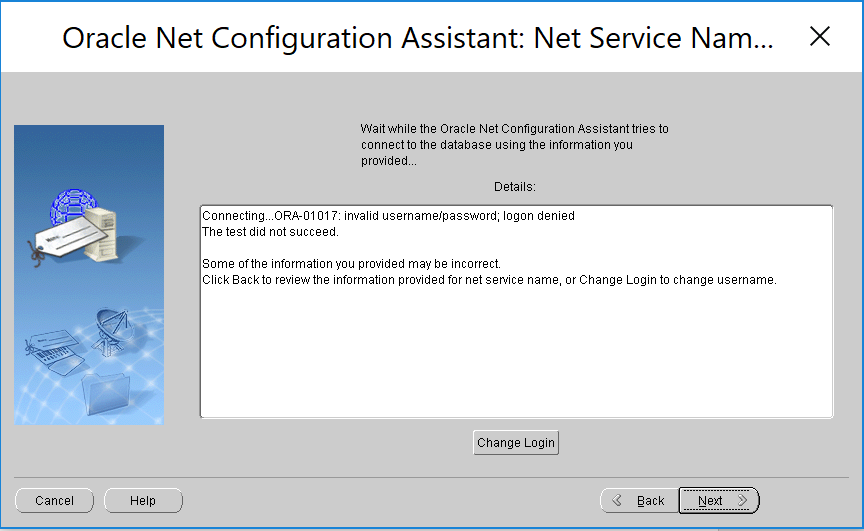 Oracle Net Configuration Assistant: Net Service Nam...
Wait while the Oracle Net Configuration Assistant tries to
connect to the database using the information you
provided...
Details:
Connecting...ORA-01017: invalid username/password; logon denied
The test did not succeed.
Some of the information you provided may be incorrect.
Click Back to review the information provided for net service name, or Change Login to change username.
Change Login
Cancel
Help
Back
Next